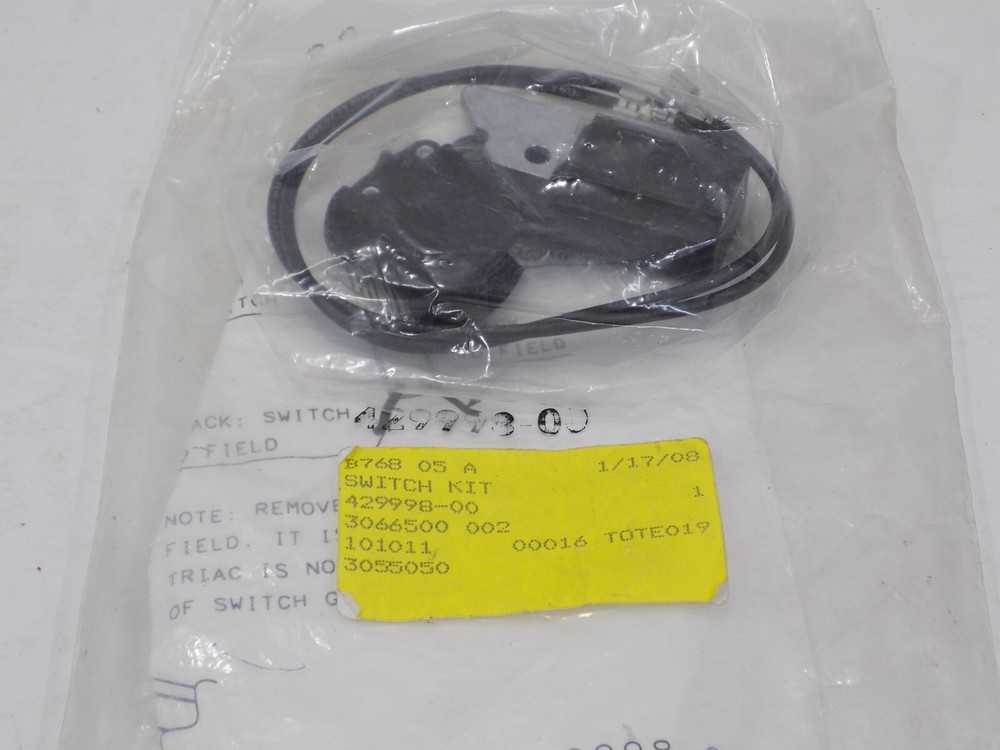 FIELD
ACK: SWITCH
429998-00
FIELD
B768 05 A 1/17/08
SWITCH KIT 1
429998-00
3066500 002
101011 00016 TOTE019
3055050
NOTE: REMOVE
FIELD. IT
TRIAC IS NO
OF SWITCH G